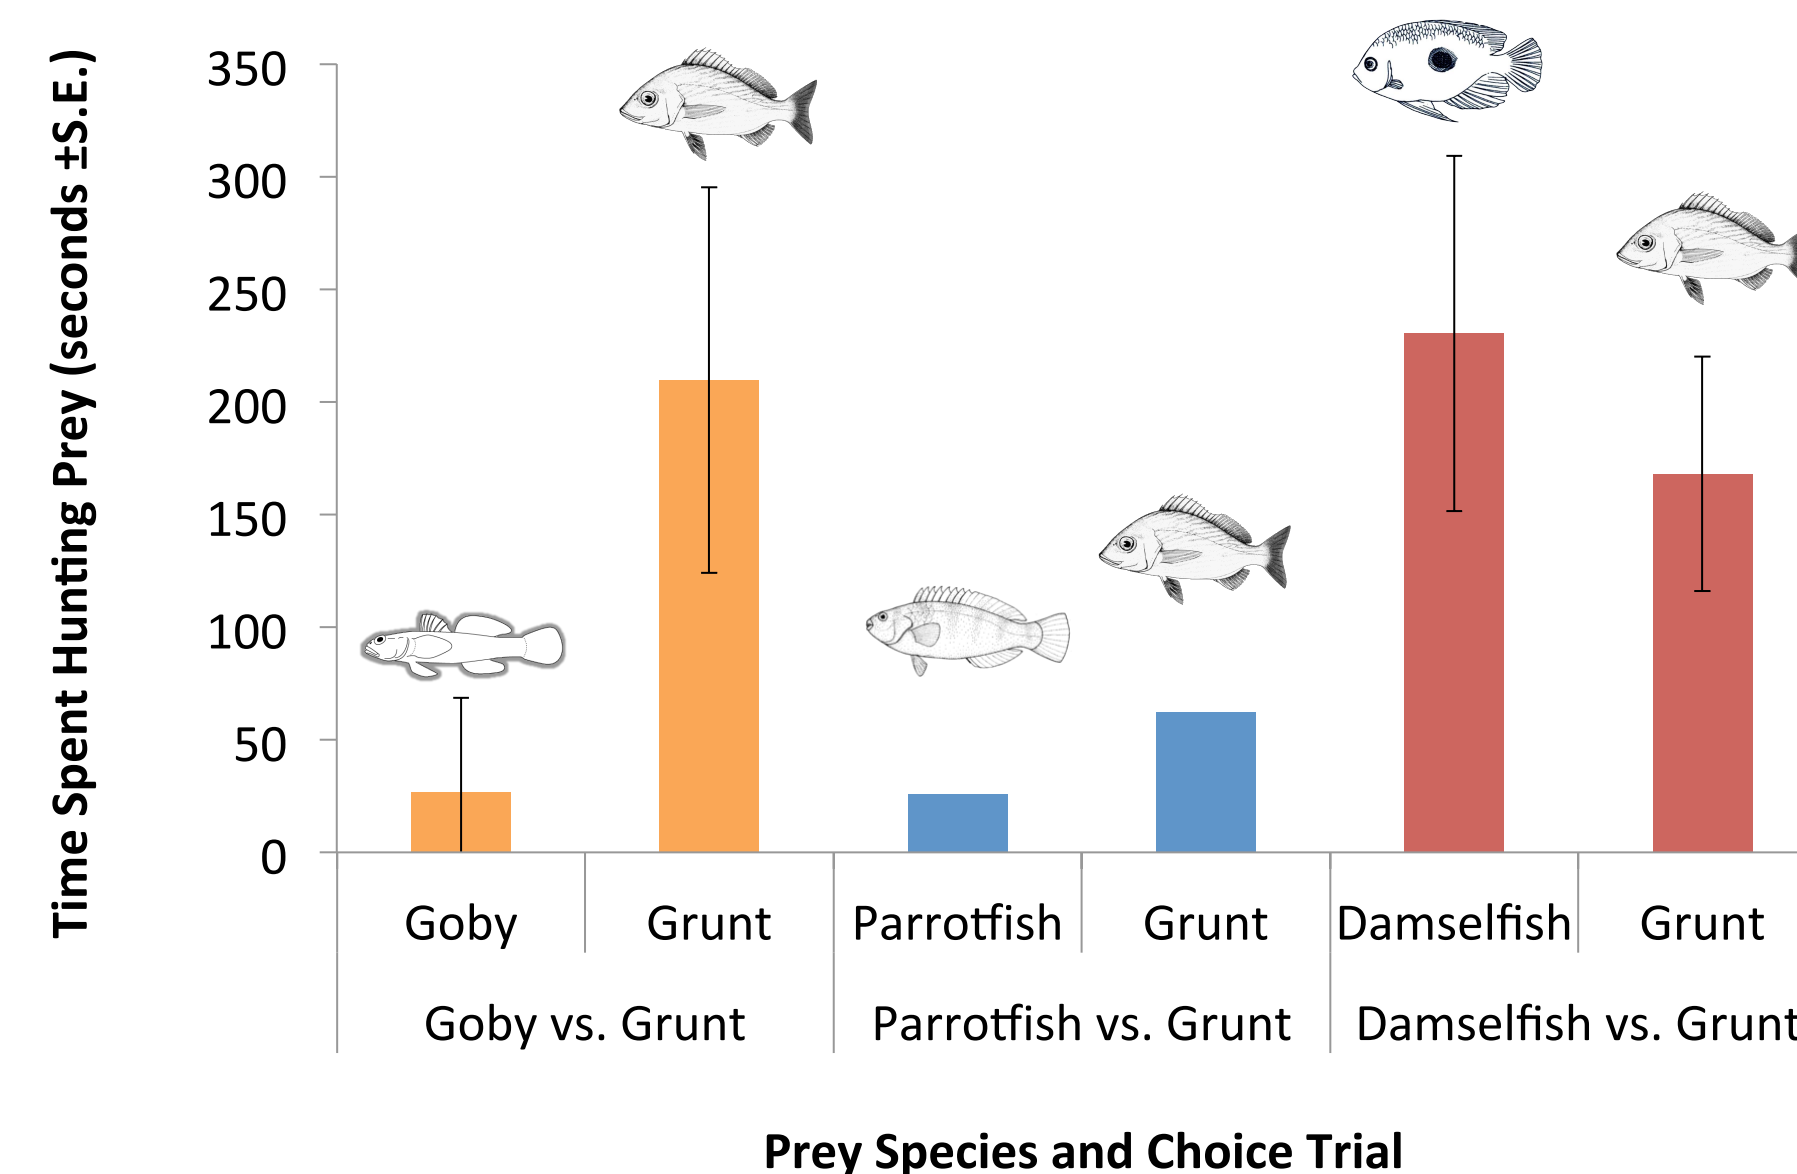 Time Spent Hunting Prey (seconds ±S.E.)
350
300
250
200
150
100
50
0
Goby Grunt Parrotfish Grunt Damselfish Grunt
Goby vs. Grunt Parrotfish vs. Grunt Damselfish vs. Grunt
Prey Species and Choice Trial